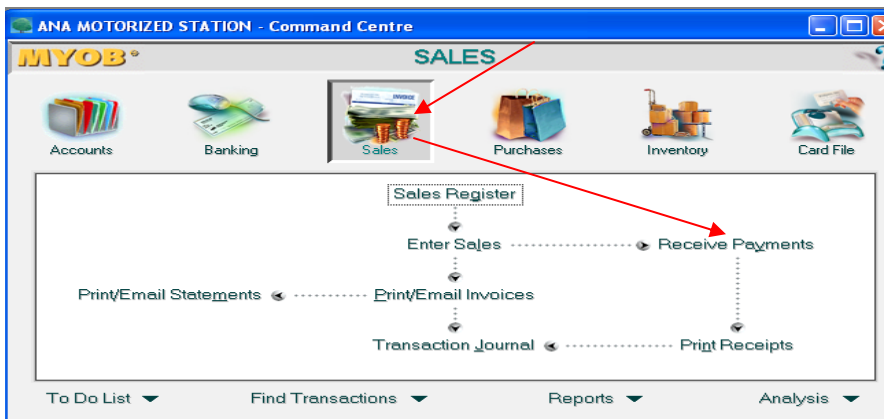 ANA MOTORIZED STATION - Command Centre
MYOB SALES
INVOICE
Accounts Banking Sales Purchases Inventory Card File
Sales Register
Enter Sales Receive Payments
Print/Email Statements Print/Email Invoices
Transaction Journal Print Receipts
To Do List Find Transactions Reports Analysis